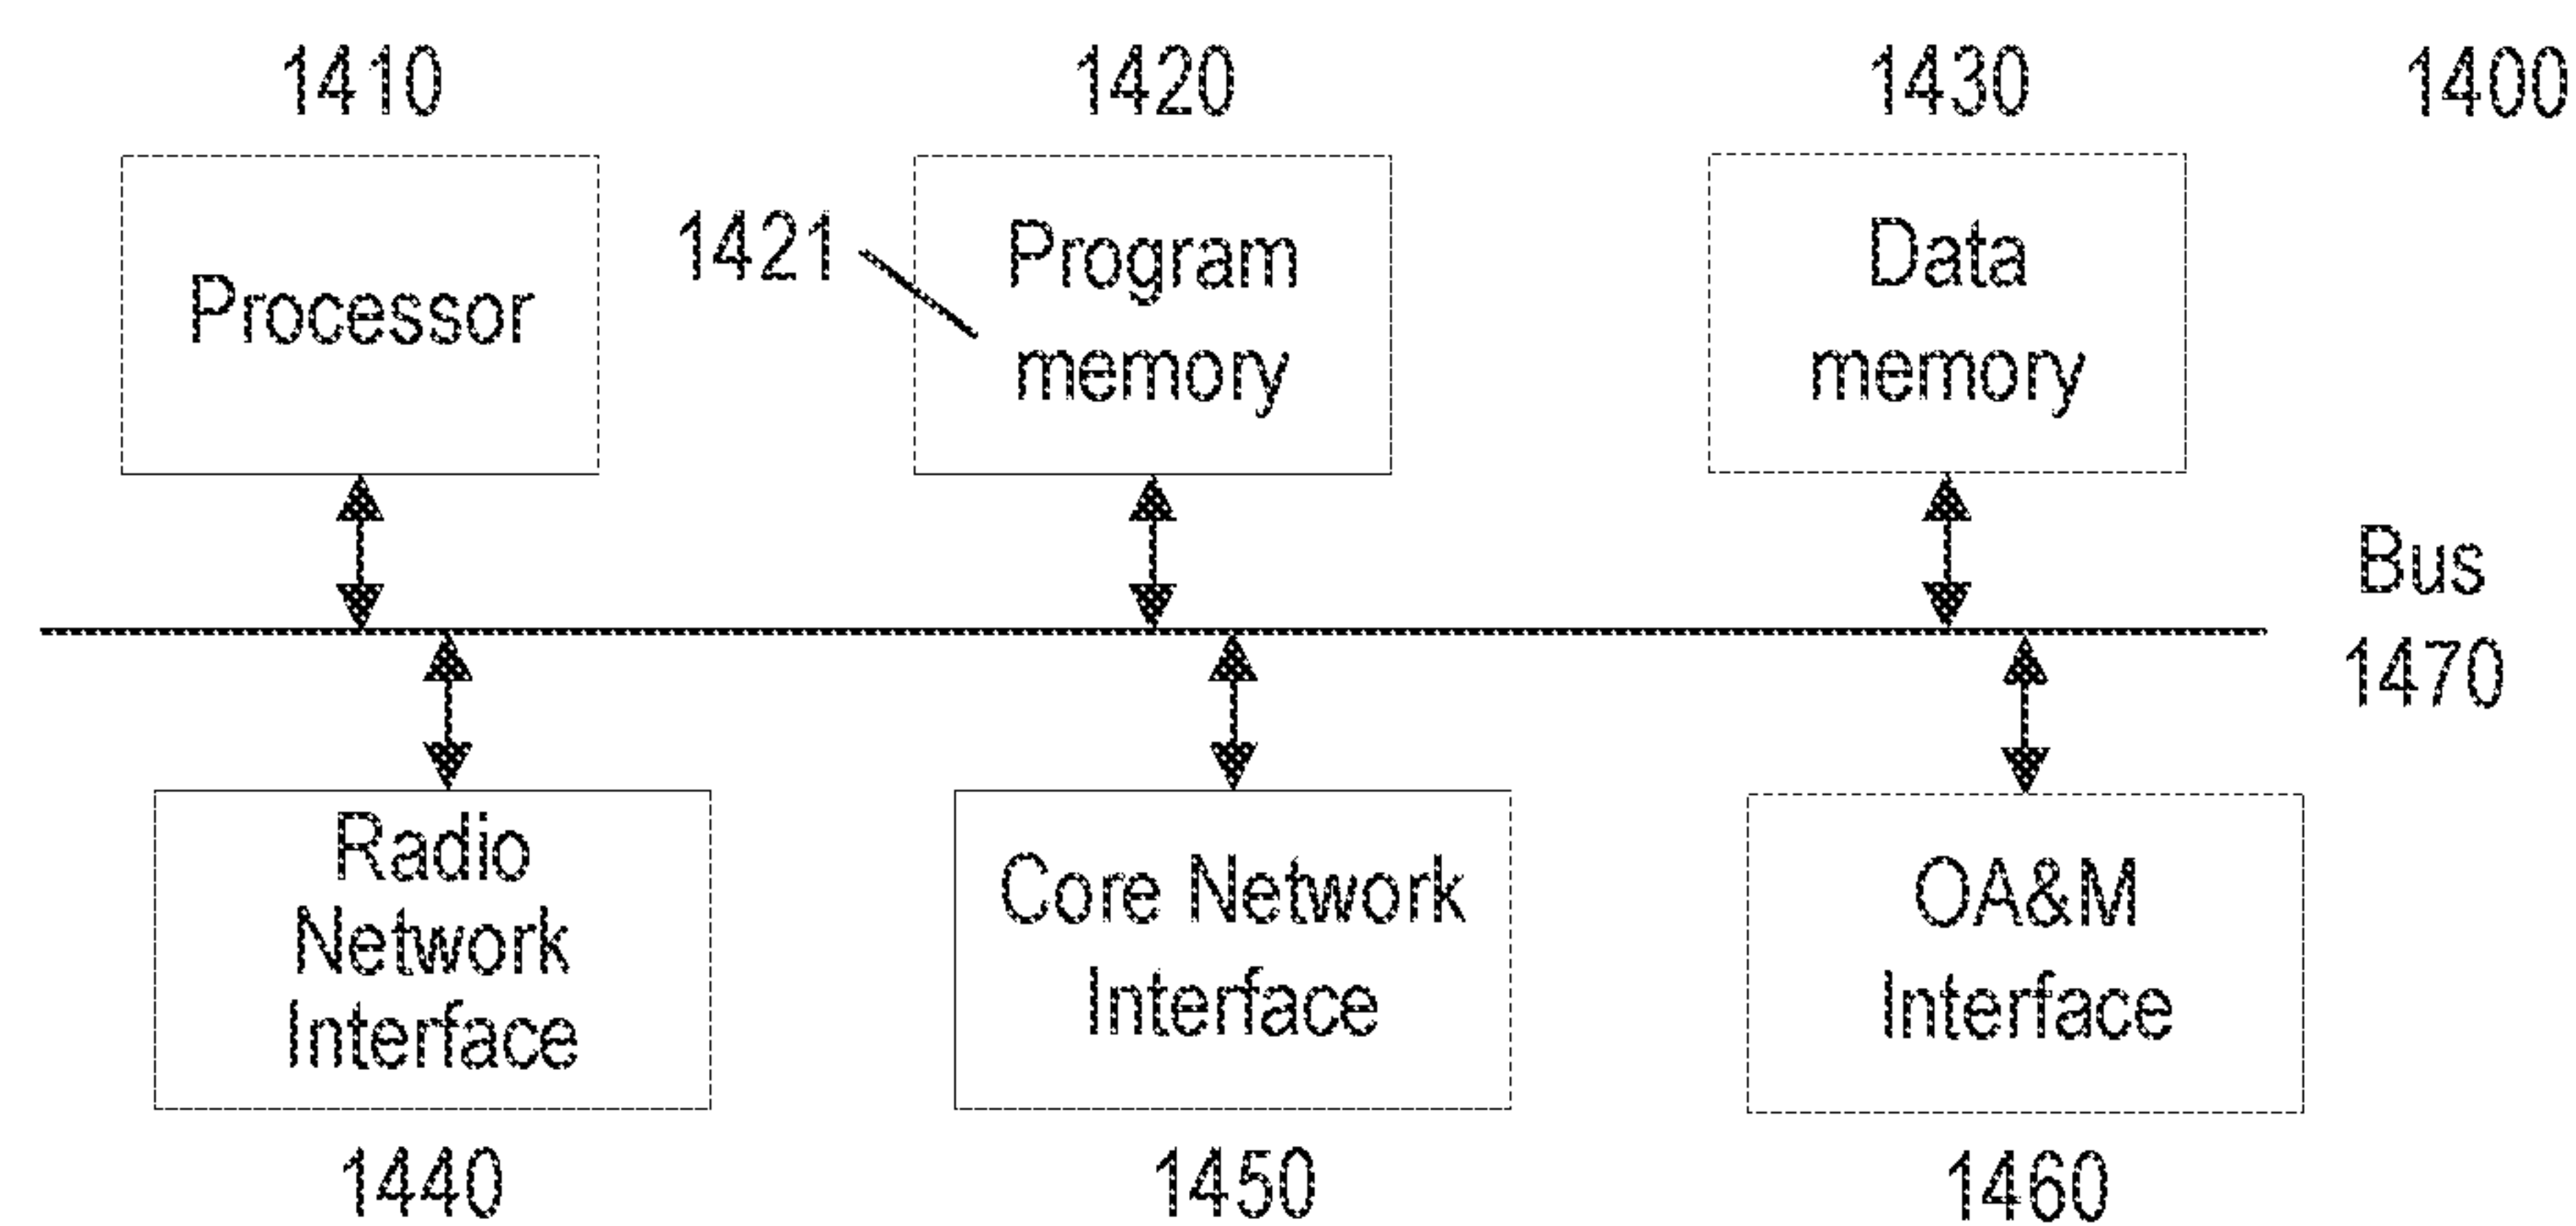 1410
1420
1430
1400
Processor
1421
Program
memory
Data
memory
Bus
1470
Radio
Network
Interface
Core Network
Interface
OA&M
Interface
1440
1450
1460